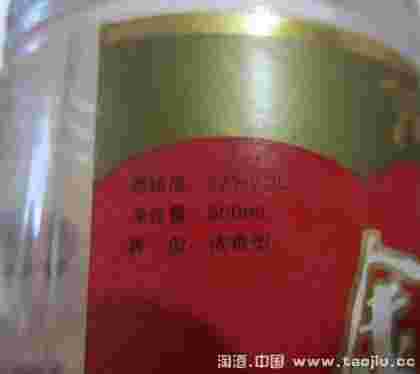 酒精度:
净含量: 500ml
香 型: 浓香型
淘酒.中国 www.taojiu.cc